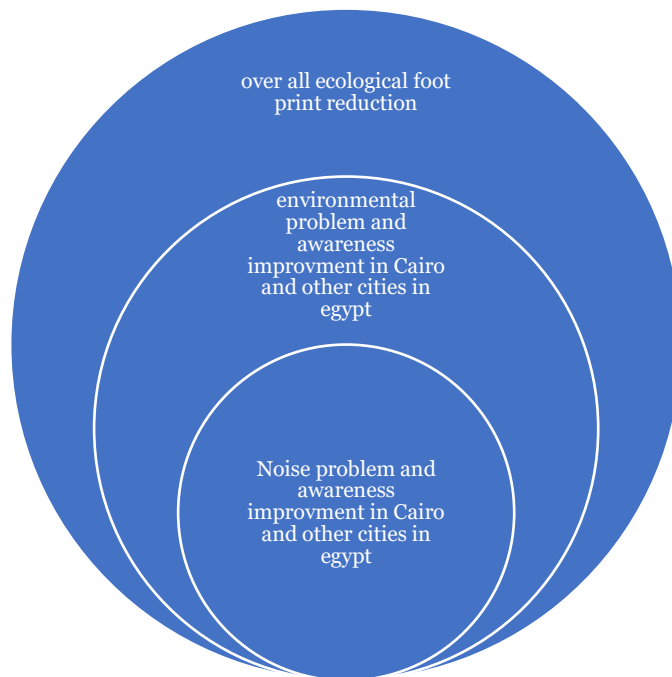 over all ecological foot
print reduction
environmental
problem and
awareness
improvment in Cairo
and other cities in
egypt
Noise problem and
awareness
improvment in Cairo
and other cities in
egypt